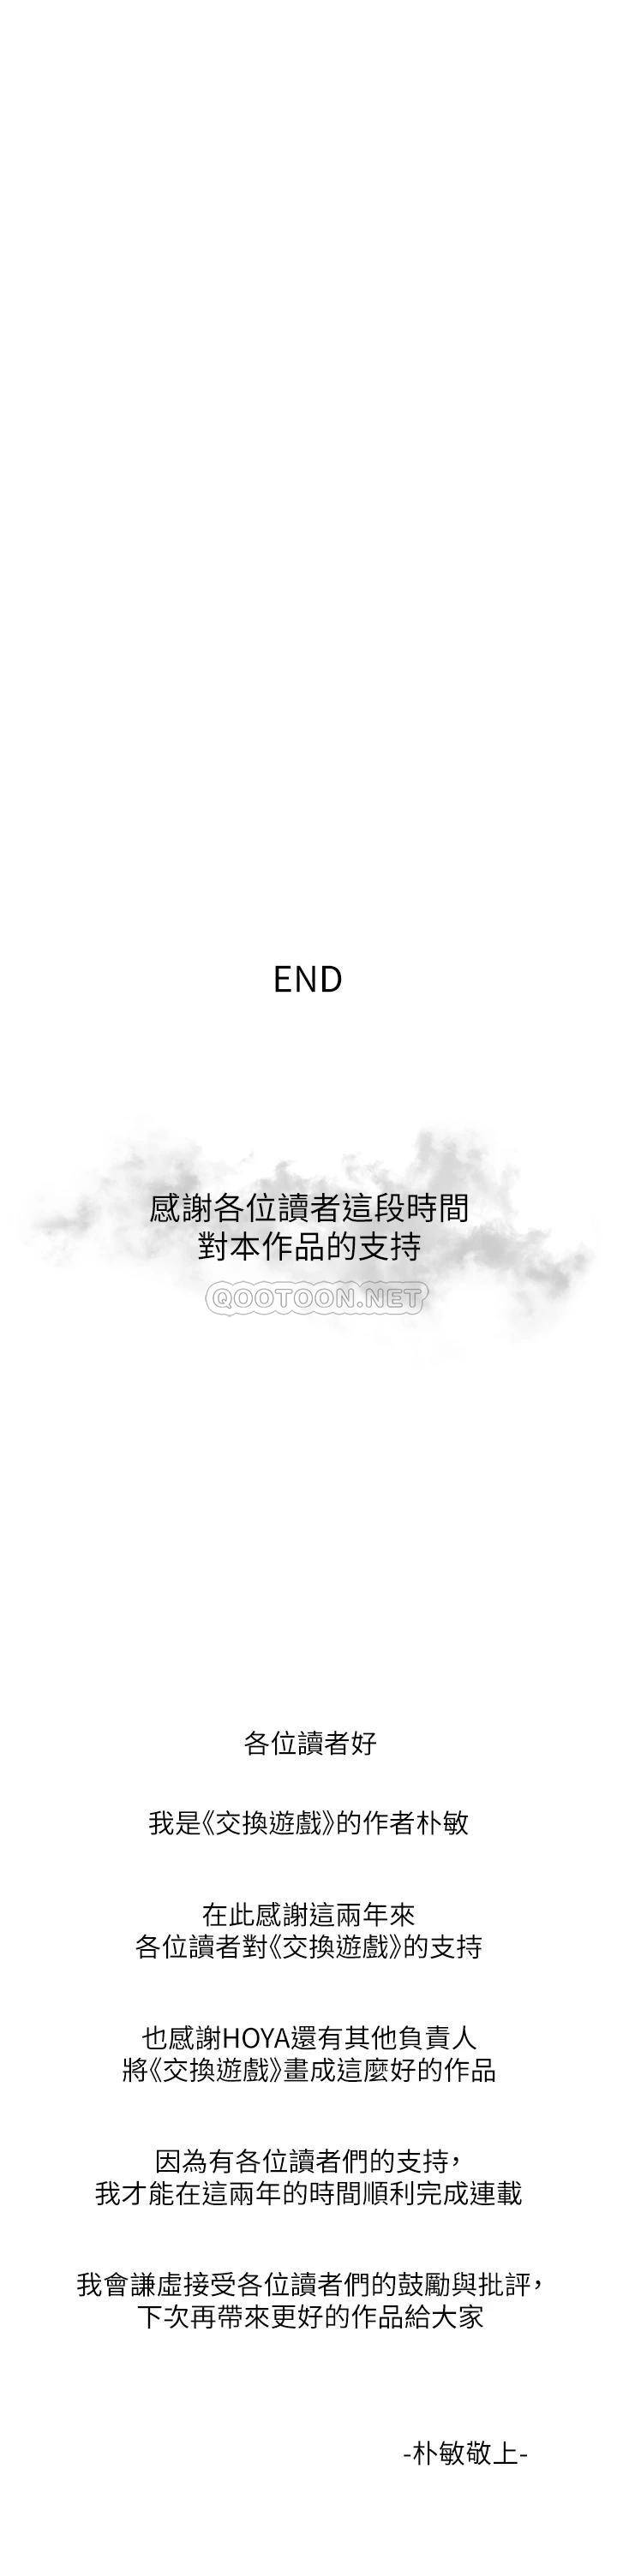 END
感謝各位讀者這段時間
對本作品的支持
QOOTOON.NET
各位讀者好
我是《交換遊戲》的作者朴敏
在此感謝這兩年來
各位讀者對《交換遊戲》的支持
也感謝HOYA還有其他負責人
將《交換遊戲》畫成這麼好的作品
因為有各位讀者們的支持，
我才能在這兩年的時間順利完成連載
我會謙虛接受各位讀者們的鼓勵與批評，
下次再帶來更好的作品給大家
-朴敏敬上-